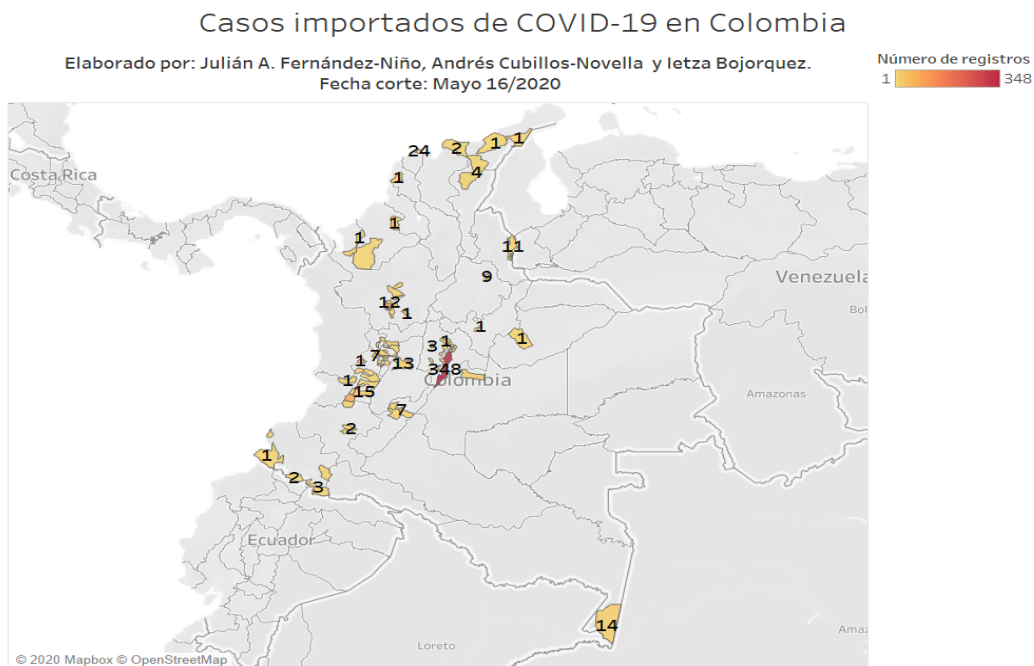 Casos importados de COVID-19 en Colombia
Elaborado por: Julián A. Fernández-Niño, Andrés Cubillos-Novella y Ietza Bojorquez.
Fecha corte: Mayo 16/2020
Número de registros
1 348
1
1
2
24
4
Costa Rica
1
1
1
11
9
Venezuela
12
1
Bol
1
1
3
1
7
1
13
348
Colombia
1
15
Amazonas
7
2
1
2
3
Ecuador
14
Ama
Loreto
© 2020 Mapbox © OpenStreetMap